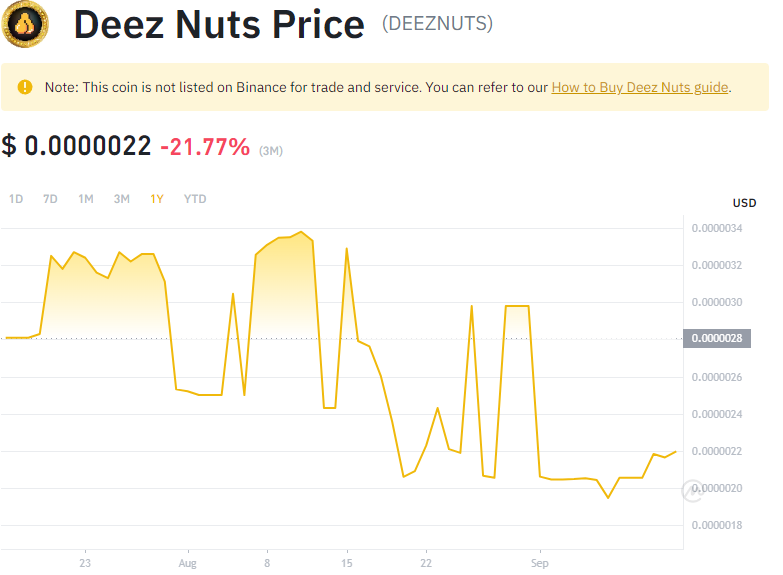 Deez Nuts Price (DEEZNUTS)
Note: This coin is not listed on Binance for trade and service. You can refer to our How to Buy Deez Nuts guide.
$ 0.0000022 -21.77% (3M)
1D 7D 1M 3M 1Y YTD
USD
0.0000034
0.0000032
0.0000030
0.0000028
0.0000026
0.0000024
0.0000022
0.0000020
0.0000018
23 Aug 8 15 22 Sep